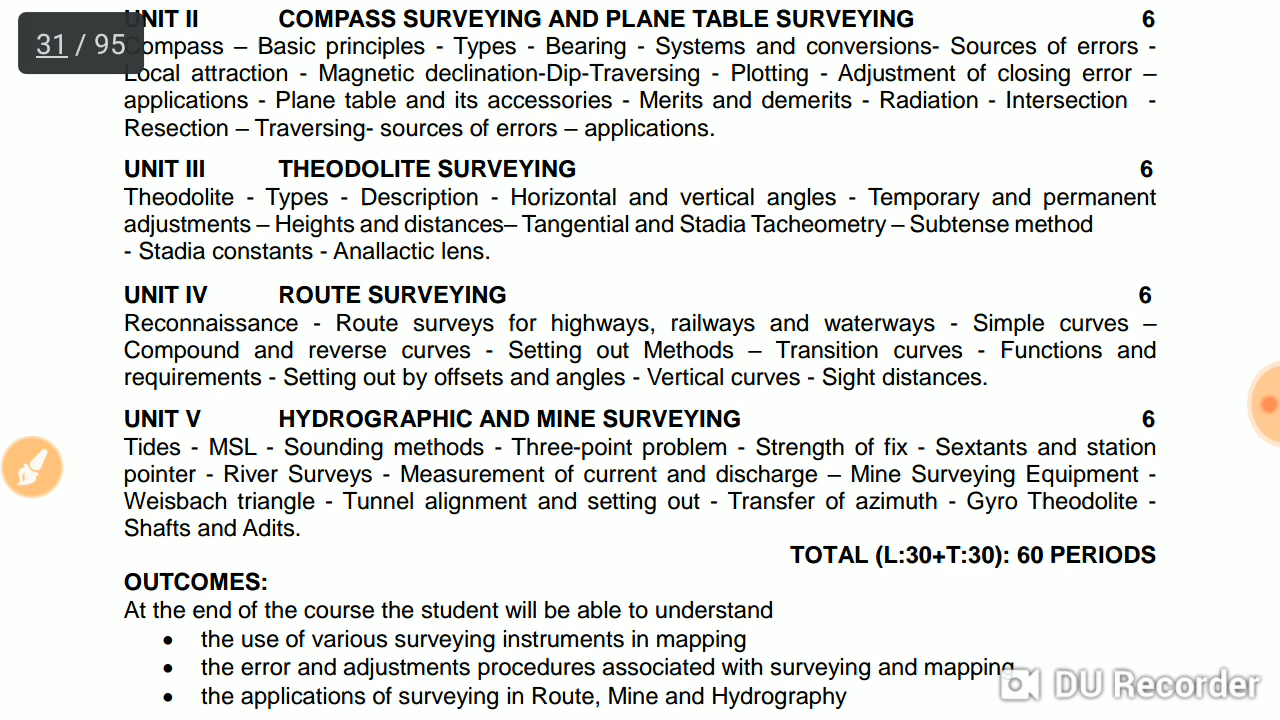 UNIT II COMPASS SURVEYING AND PLANE TABLE SURVEYING 6
31 / 95
Compass – Basic principles - Types - Bearing - Systems and conversions- Sources of errors -
Local attraction - Magnetic declination-Dip-Traversing - Plotting - Adjustment of closing error –
applications - Plane table and its accessories - Merits and demerits - Radiation - Intersection -
Resection – Traversing- sources of errors – applications.
UNIT III THEODOLITE SURVEYING 6
Theodolite - Types - Description - Horizontal and vertical angles - Temporary and permanent
adjustments – Heights and distances– Tangential and Stadia Tacheometry – Subtense method
- Stadia constants - Anallactic lens.
UNIT IV ROUTE SURVEYING 6
Reconnaissance - Route surveys for highways, railways and waterways - Simple curves –
Compound and reverse curves - Setting out Methods – Transition curves - Functions and
requirements - Setting out by offsets and angles - Vertical curves - Sight distances.
UNIT V HYDROGRAPHIC AND MINE SURVEYING 6
Tides - MSL - Sounding methods - Three-point problem - Strength of fix - Sextants and station
pointer - River Surveys - Measurement of current and discharge – Mine Surveying Equipment -
Weisbach triangle - Tunnel alignment and setting out - Transfer of azimuth - Gyro Theodolite -
Shafts and Adits.
TOTAL (L:30+T:30): 60 PERIODS
OUTCOMES:
At the end of the course the student will be able to understand
• the use of various surveying instruments in mapping
• the error and adjustments procedures associated with surveying and mapping
• the applications of surveying in Route, Mine and Hydrography
DU Recorder